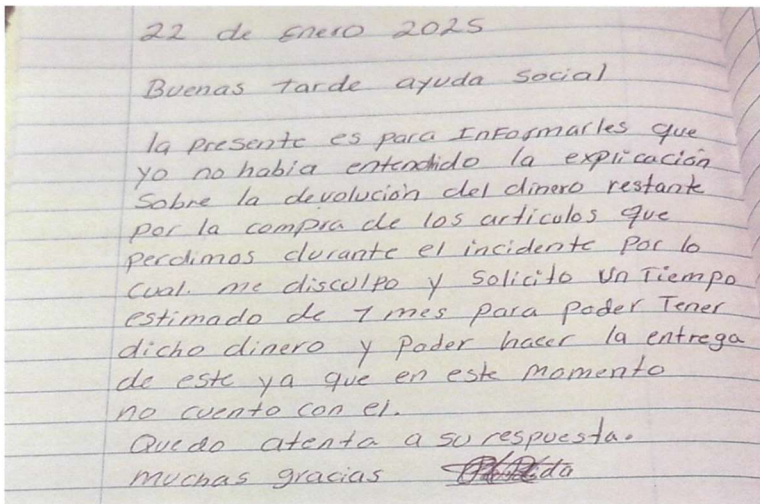 22 de Enero 2025
Buenas tarde ayuda social
la presente es para Informarles que
yo no habia entendido la explicación
Sobre la devolución del dinero restante
por la compra de los articulos que
perdimos durante el incidente por lo
cual. me disculpo y solicito un Tiempo
estimado de 1 mes para poder Tener
dicho dinero y poder hacer la entrega
de este ya que en este momento
no cuento con el.
Quedo atenta a su respuesta.
muchas gracias